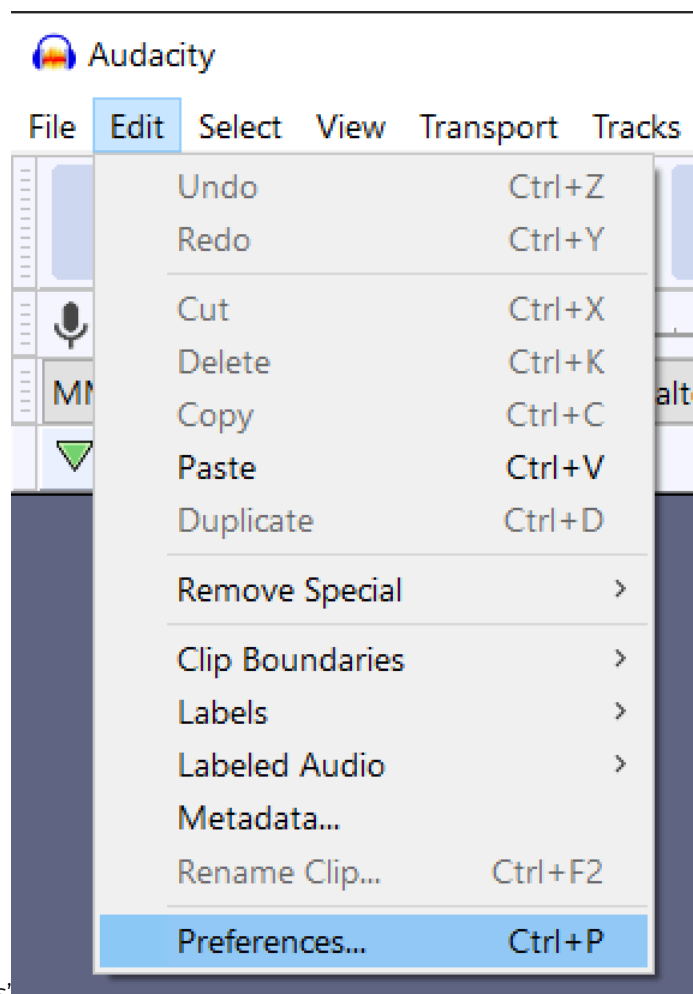 Audacity
File Edit Select View Transport Tracks
Undo Ctrl+Z
Redo Ctrl+Y
Cut Ctrl+X
Delete Ctrl+K
Copy Ctrl+C
Paste Ctrl+V
Duplicate Ctrl+D
Remove Special
Clip Boundaries
Labels
Labeled Audio
Metadata...
Rename Clip... Ctrl+F2
Preferences... Ctrl+P